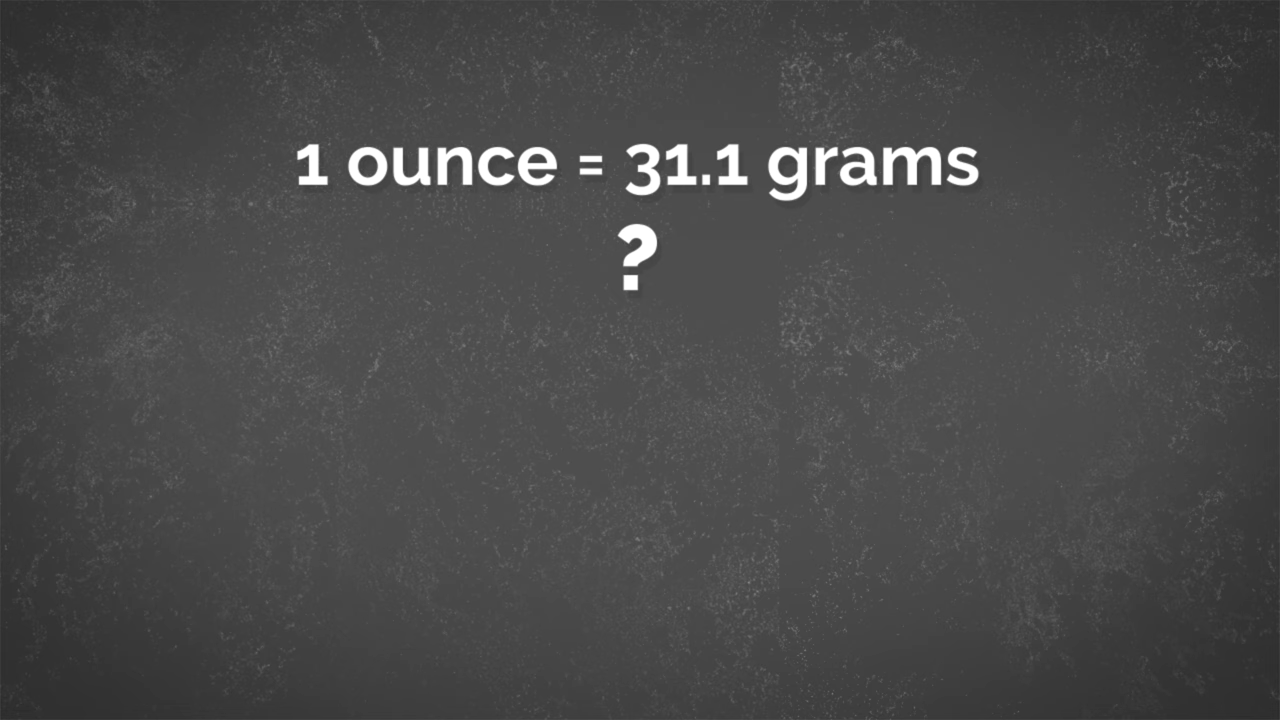 1 ounce = 31.1 grams
?